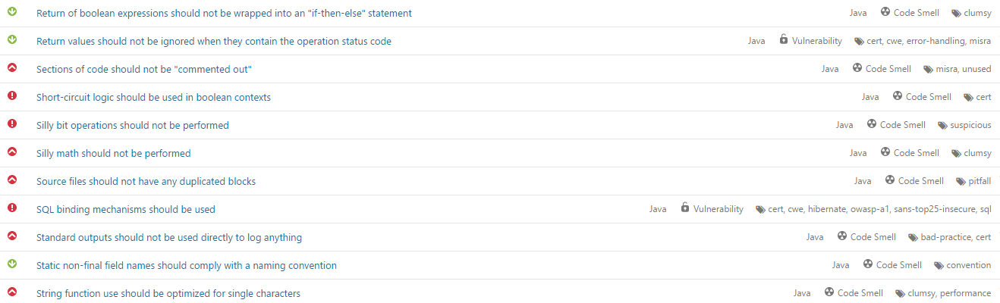 Return of boolean expressions should not be wrapped into an "if-then-else" statement Java Code Smell clumsy
Return values should not be ignored when they contain the operation status code Java Vulnerability cert, cwe, error-handling, misra
Sections of code should not be "commented out" Java Code Smell misra, unused
Short-circuit logic should be used in boolean contexts Java Code Smell cert
Silly bit operations should not be performed Java Code Smell suspicious
Silly math should not be performed Java Code Smell clumsy
Source files should not have any duplicated blocks Java Code Smell pitfall
SQL binding mechanisms should be used Java Vulnerability cert, cwe, hibernate, owasp-a1, sans-top25-insecure, sql
Standard outputs should not be used directly to log anything Java Code Smell bad-practice, cert
Static non-final field names should comply with a naming convention Java Code Smell convention
String function use should be optimized for single characters Java Code Smell clumsy, performance